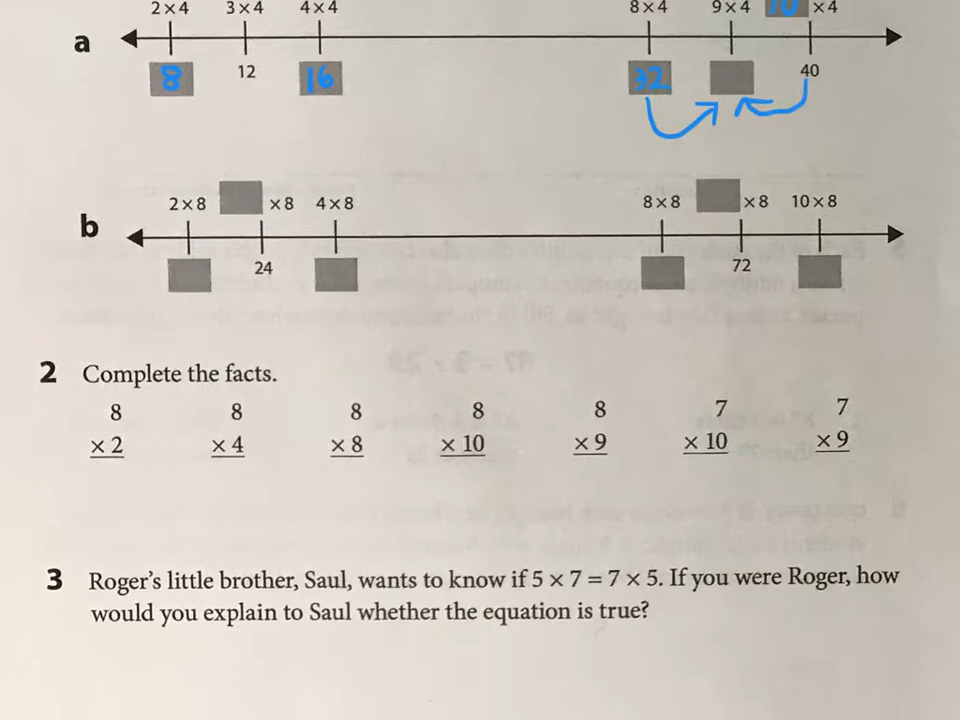 2 × 4 3 × 4 4 × 4 8 × 4 9 × 4 10 × 4
a
8 12 16 32 40
2 × 8 × 8 4 × 8 8 × 8 × 8 10 × 8
b
24 72
2 Complete the facts.
8 8 8 8 8 7 7
× 2 × 4 × 8 × 10 × 9 × 10 × 9
3 Roger's little brother, Saul, wants to know if 5 × 7 = 7 × 5. If you were Roger, how
would you explain to Saul whether the equation is true?